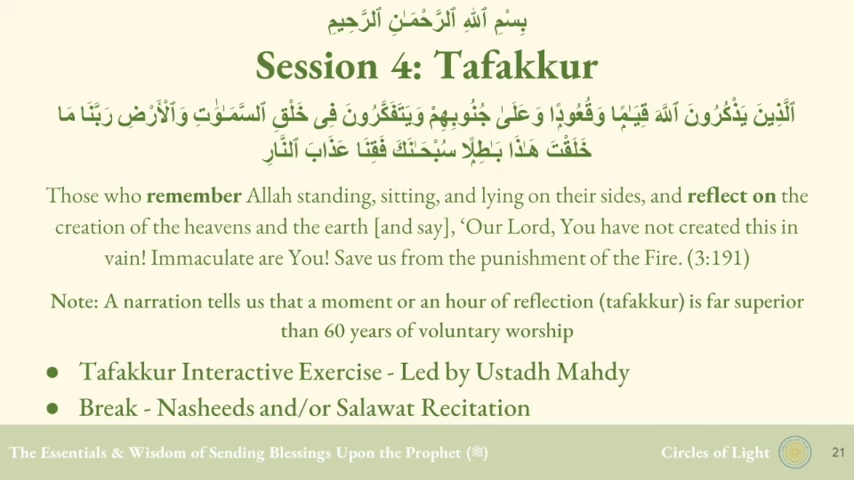 بِسْمِ ٱللهِ ٱلرَّحْمَـٰنِ ٱلرَّحِيمِ
Session 4: Tafakkur
ٱلَّذِينَ يَذْكُرُونَ ٱللَّهَ قِيَـٰمًۭا وَقُعُودًۭا وَعَلَىٰ جُنُوبِهِمْ وَيَتَفَكَّرُونَ فِى خَلْقِ ٱلسَّمَـٰوَٰتِ وَٱلْأَرْضِ رَبَّنَا مَا
خَلَقْتَ هَـٰذَا بَـٰطِلًۭا سُبْحَـٰنَكَ فَقِنَا عَذَابَ ٱلنَّارِ
Those who remember Allah standing, sitting, and lying on their sides, and reflect on the
creation of the heavens and the earth [and say], ‘Our Lord, You have not created this in
vain! Immaculate are You! Save us from the punishment of the Fire. (3:191)
Note: A narration tells us that a moment or an hour of reflection (tafakkur) is far superior
than 60 years of voluntary worship
● Tafakkur Interactive Exercise - Led by Ustadh Mahdy
● Break - Nasheeds and/or Salawat Recitation
The Essentials & Wisdom of Sending Blessings Upon the Prophet (ﷺ)
Circles of Light
21